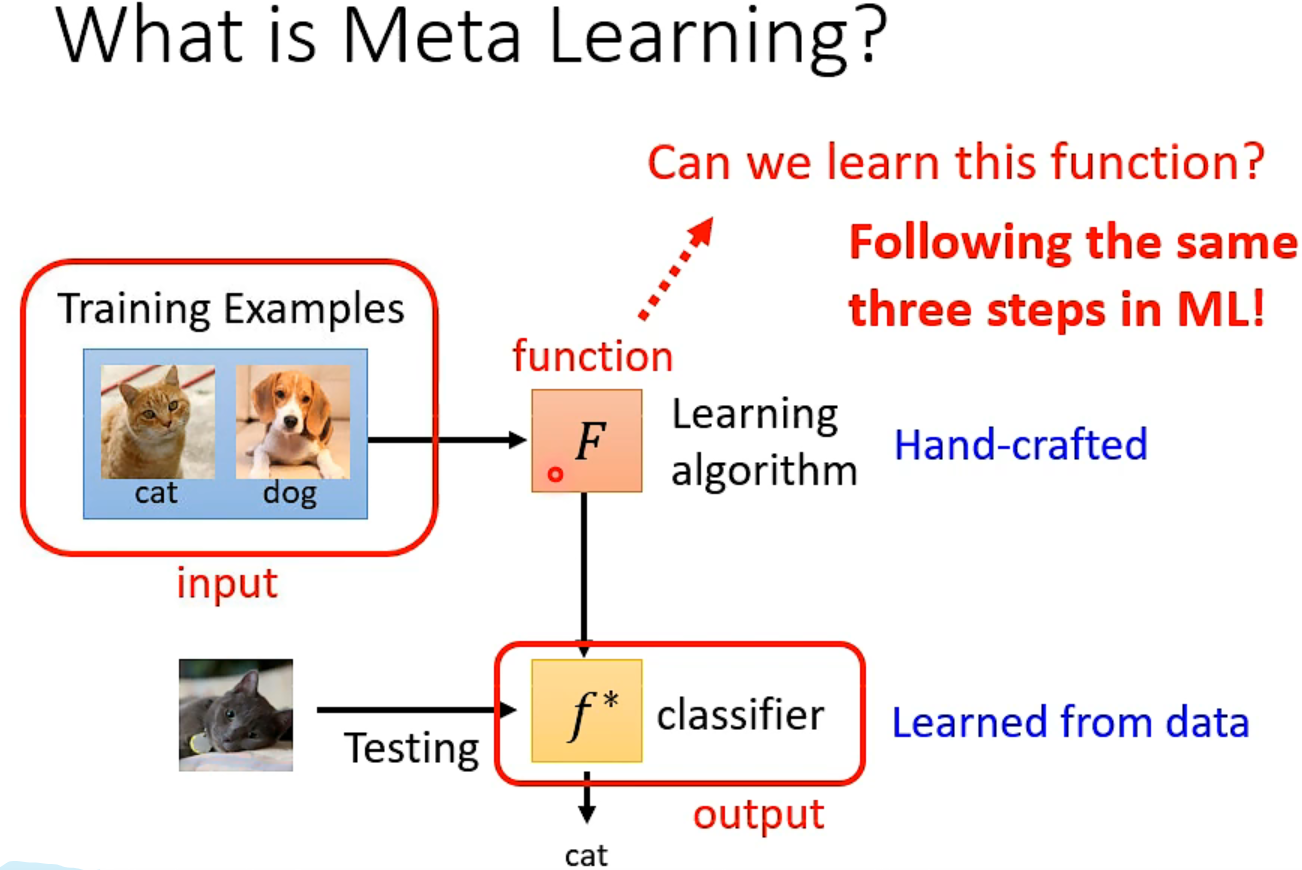 What is Meta Learning?
Can we learn this function?
Following the same
three steps in ML!
Training Examples
cat
dog
input
function
F
Learning
algorithm
Hand-crafted
Testing
f*
classifier
Learned from data
output
cat